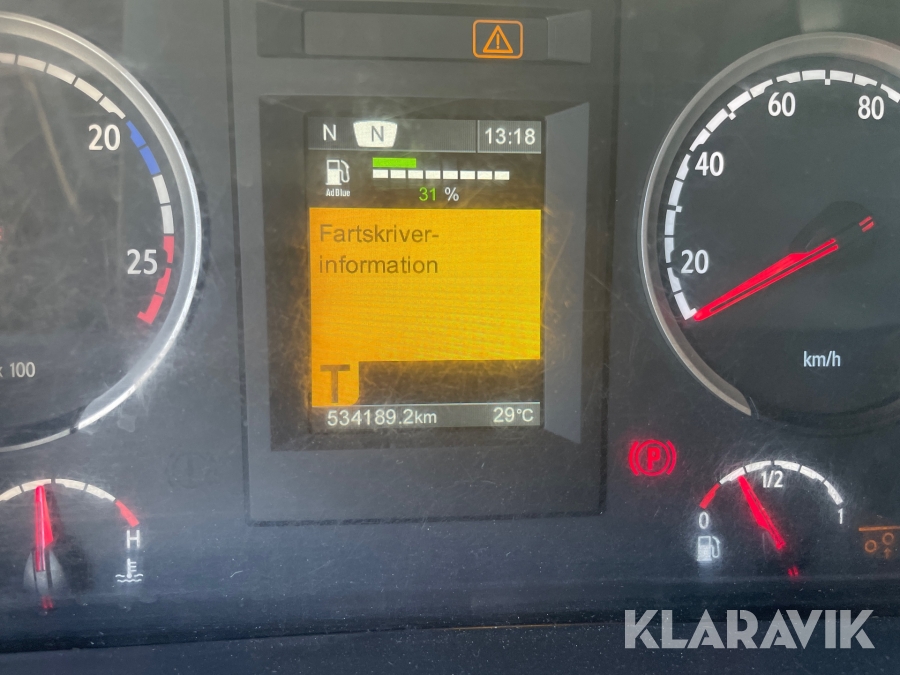 N N 13:18
AdBlue
31 %
Fartskriver-
information
T
534189.2km 29°C
20
25
x 100
H
20
40
60
80
km/h
P
0 1/2 1
KLARAVIK